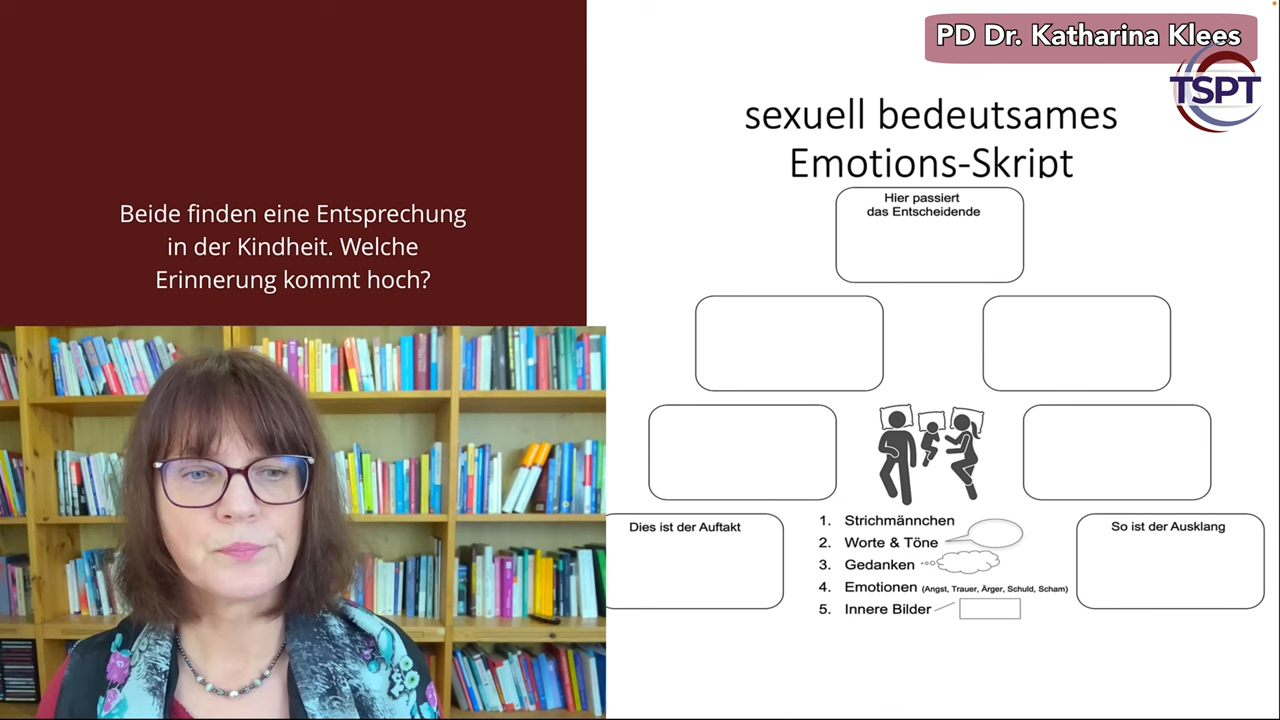 PD Dr. Katharina Klees
TSPT
Beide finden eine Entsprechung
in der Kindheit. Welche
Erinnerung kommt hoch?
sexuell bedeutsames
Emotions-Skript
Hier passiert
das Entscheidende
Dies ist der Auftakt
1. Strichmännchen
2. Worte & Töne
3. Gedanken
4. Emotionen (Angst, Trauer, Ärger, Schuld, Scham)
5. Innere Bilder
So ist der Ausklang